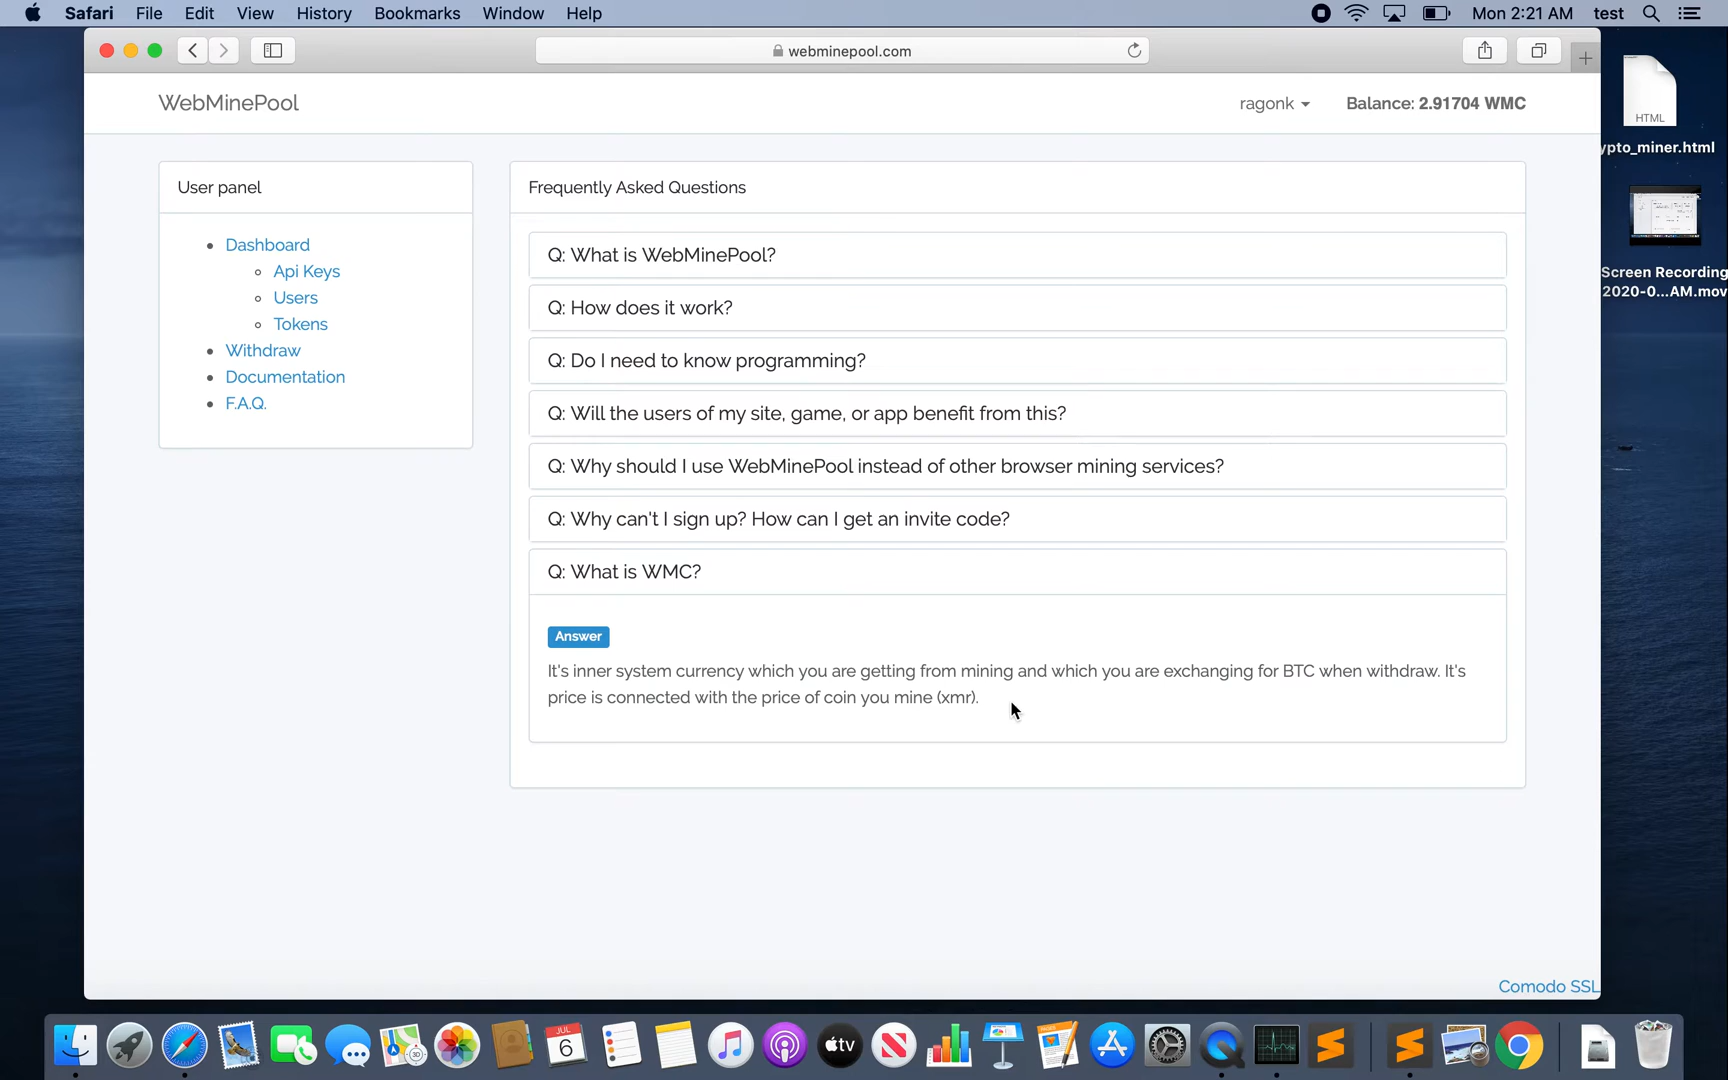 Safari File Edit View History Bookmarks Window Help Mon 2:21 AM test
webminepool.com
WebMinePool ragonk Balance: 2.91704 WMC
User panel
Dashboard
Api Keys
Users
Tokens
Withdraw
Documentation
F.A.Q.
Frequently Asked Questions
Q: What is WebMinePool?
Q: How does it work?
Q: Do I need to know programming?
Q: Will the users of my site, game, or app benefit from this?
Q: Why should I use WebMinePool instead of other browser mining services?
Q: Why can't I sign up? How can I get an invite code?
Q: What is WMC?
Answer
It's inner system currency which you are getting from mining and which you are exchanging for BTC when withdraw. It's
price is connected with the price of coin you mine (xmr).
Comodo SSL
HTML
ypto_miner.html
Screen Recording
2020-0...AM.mov
JUL
6
tv
3D